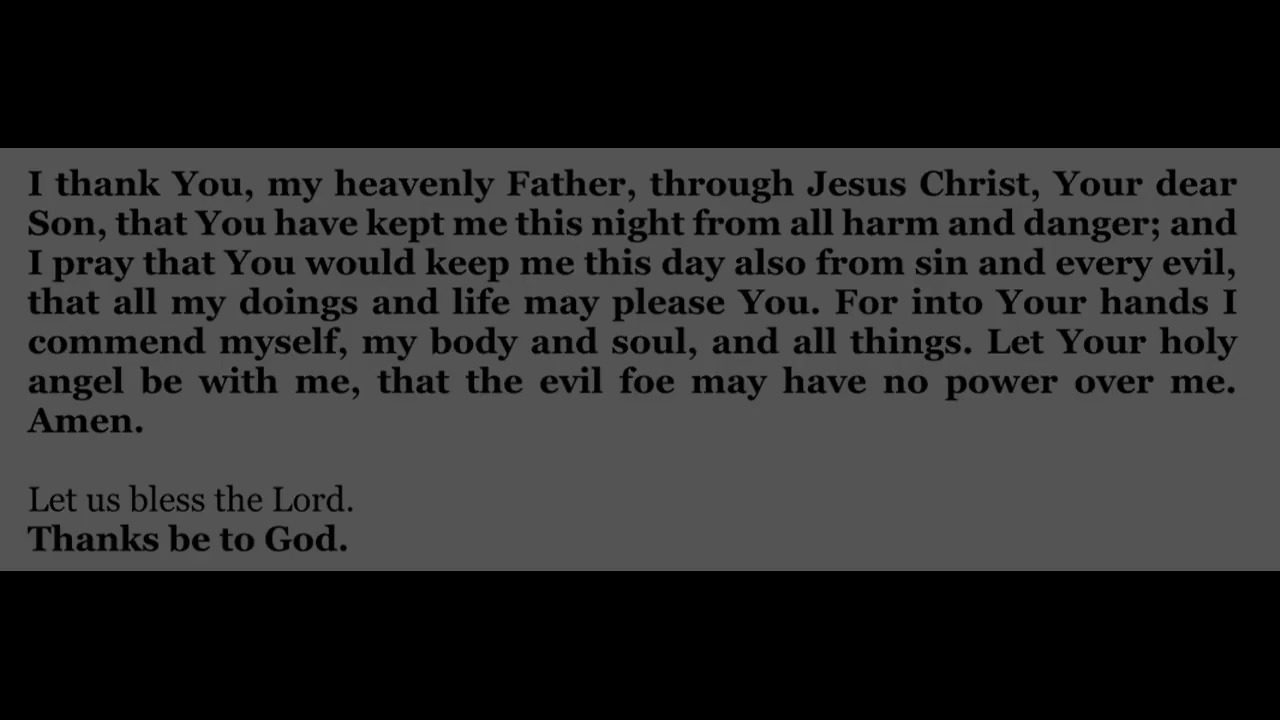 I thank You, my heavenly Father, through Jesus Christ, Your dear
Son, that You have kept me this night from all harm and danger; and
I pray that You would keep me this day also from sin and every evil,
that all my doings and life may please You. For into Your hands I
commend myself, my body and soul, and all things. Let Your holy
angel be with me, that the evil foe may have no power over me.
Amen.
Let us bless the Lord.
Thanks be to God.